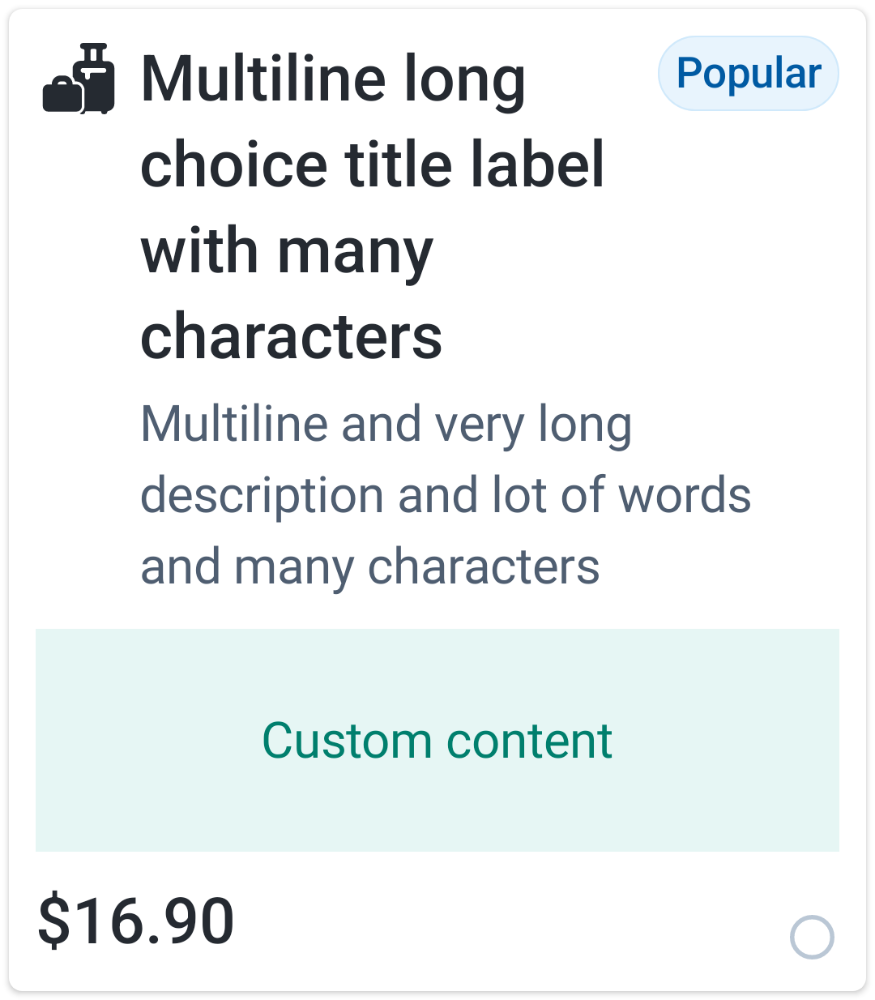 Multiline long
choice title label
with many
characters
Popular
Multiline and very long
description and lot of words
and many characters
Custom content
$16.90